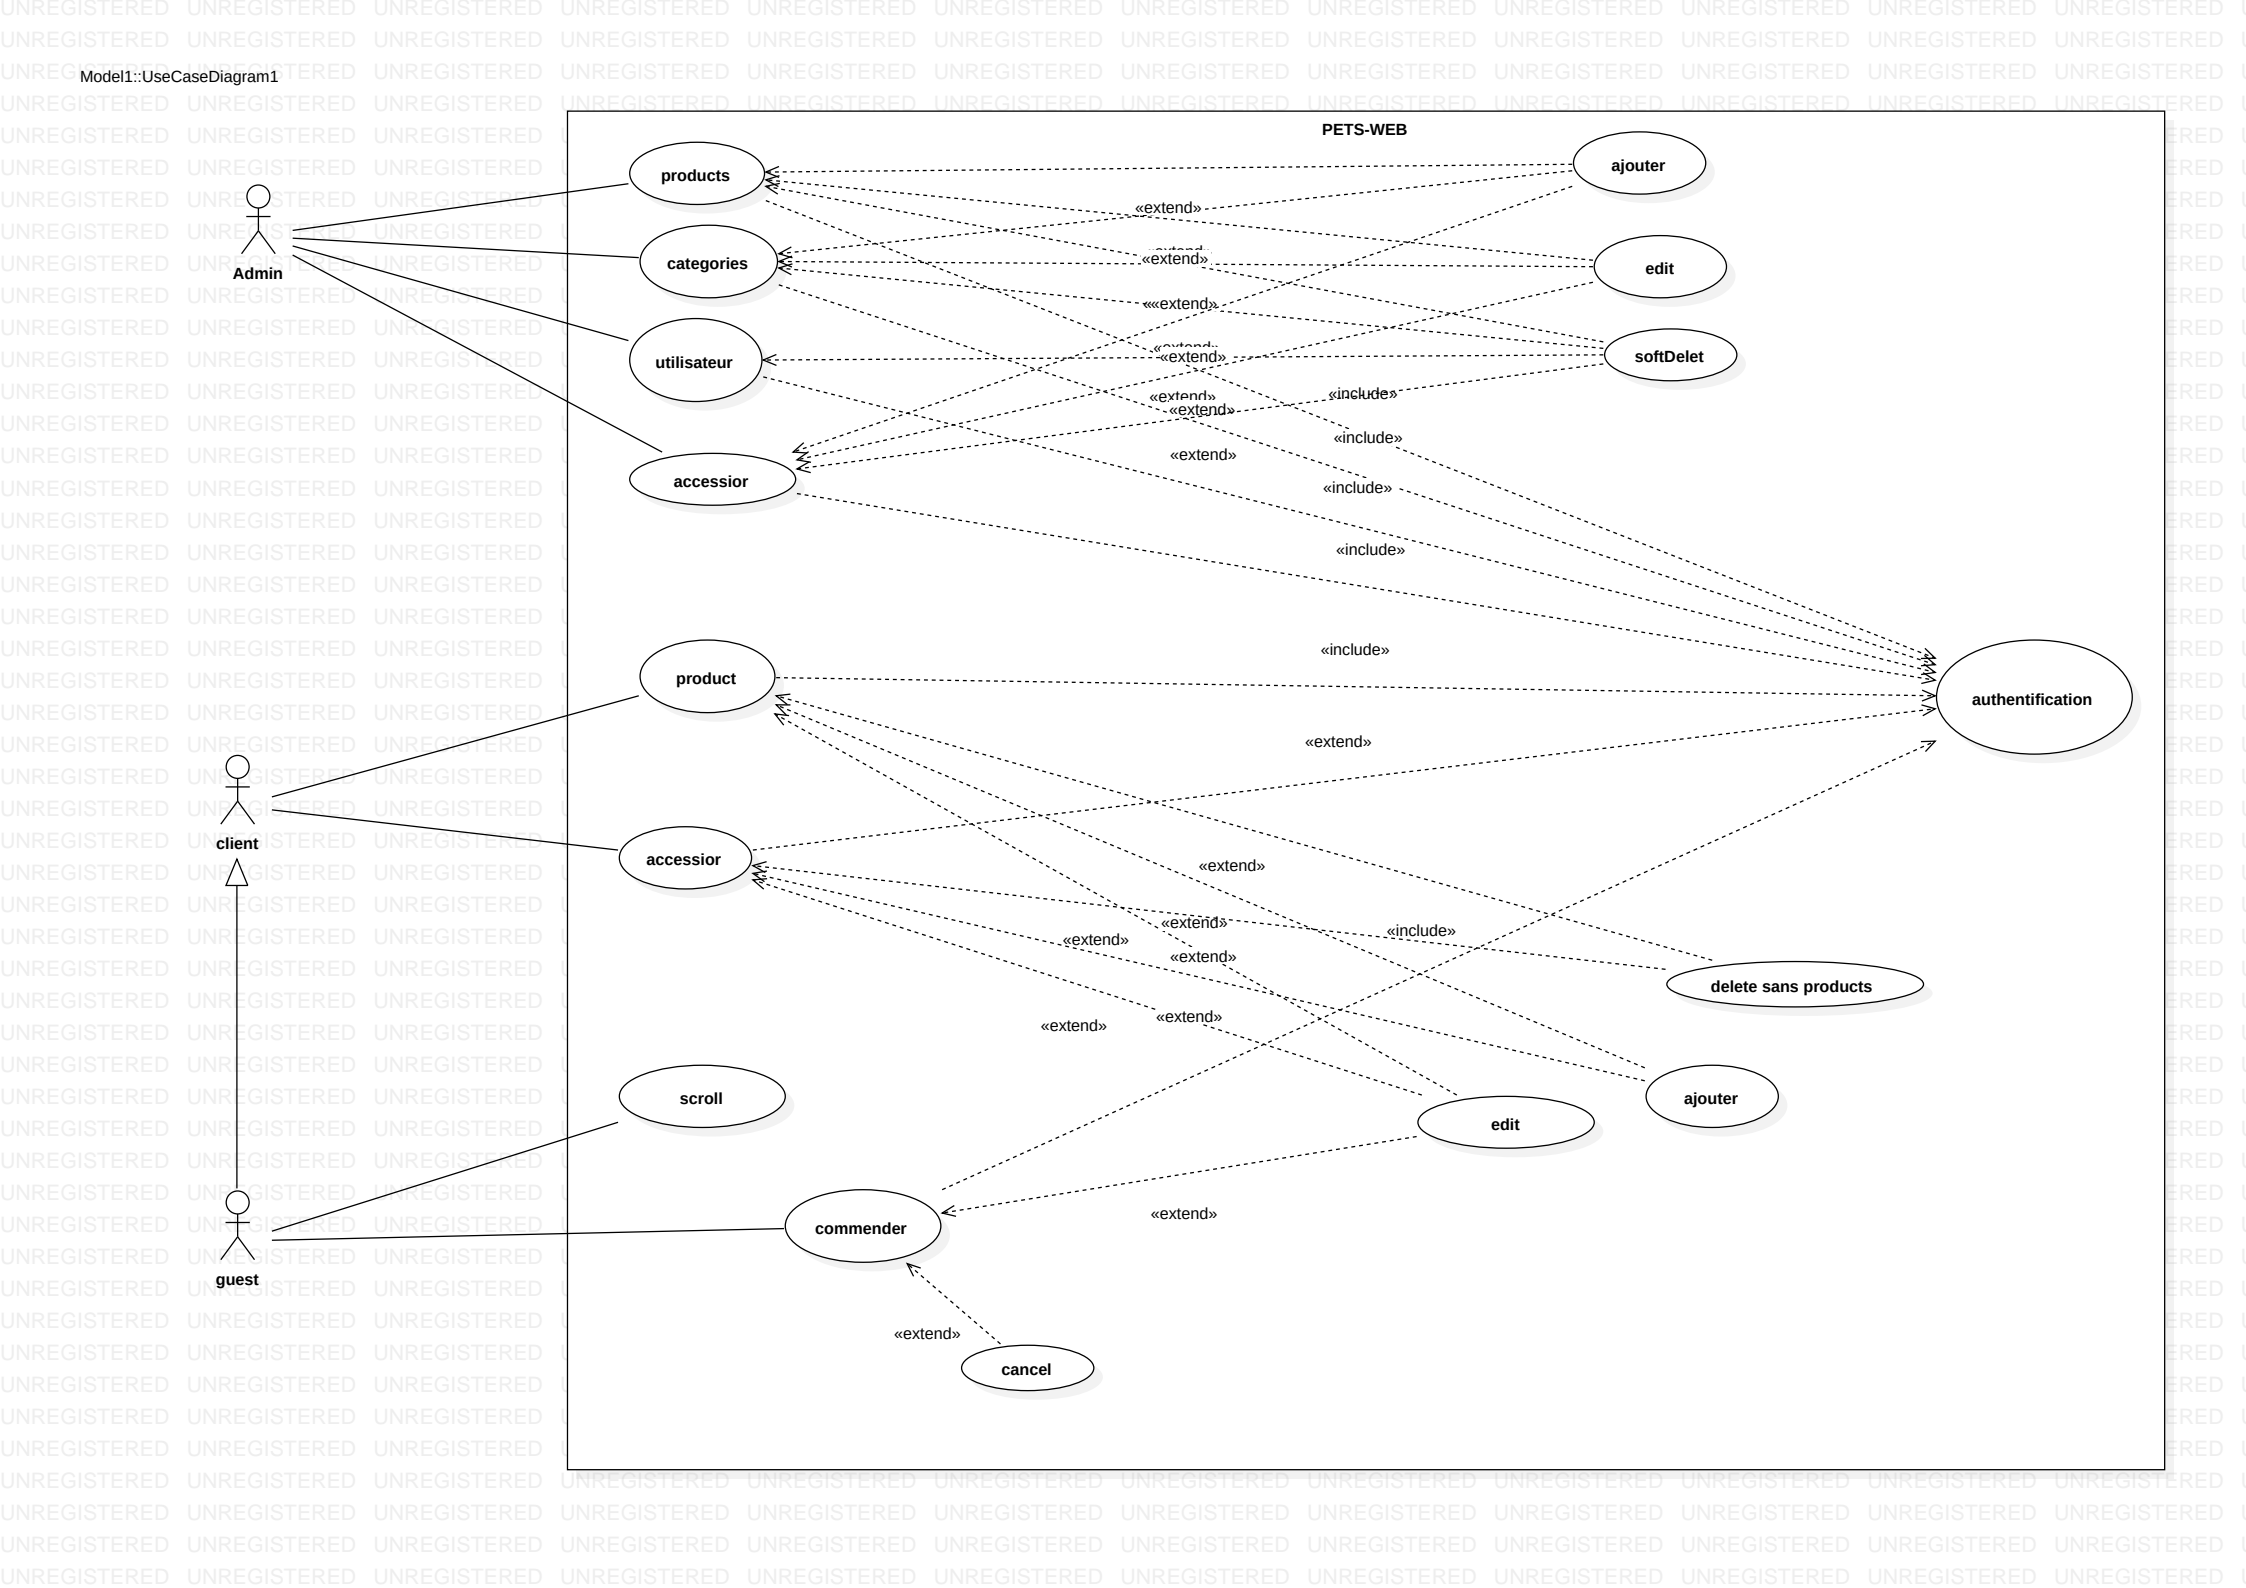 Model1::UseCaseDiagram1
PETS-WEB
products
ajouter
«extend»
Admin
categories
edit
«extend»
«extend»
utilisateur
softDelet
«extend»
«include»
«extend»
«extend»
«include»
«extend»
accessior
«include»
«include»
product
«include»
authentification
«extend»
client
accessior
«extend»
«extend»
«include»
«extend»
«extend»
delete sans products
«extend»
«extend»
scroll
ajouter
edit
commender
«extend»
guest
«extend»
cancel
UNREGISTERED